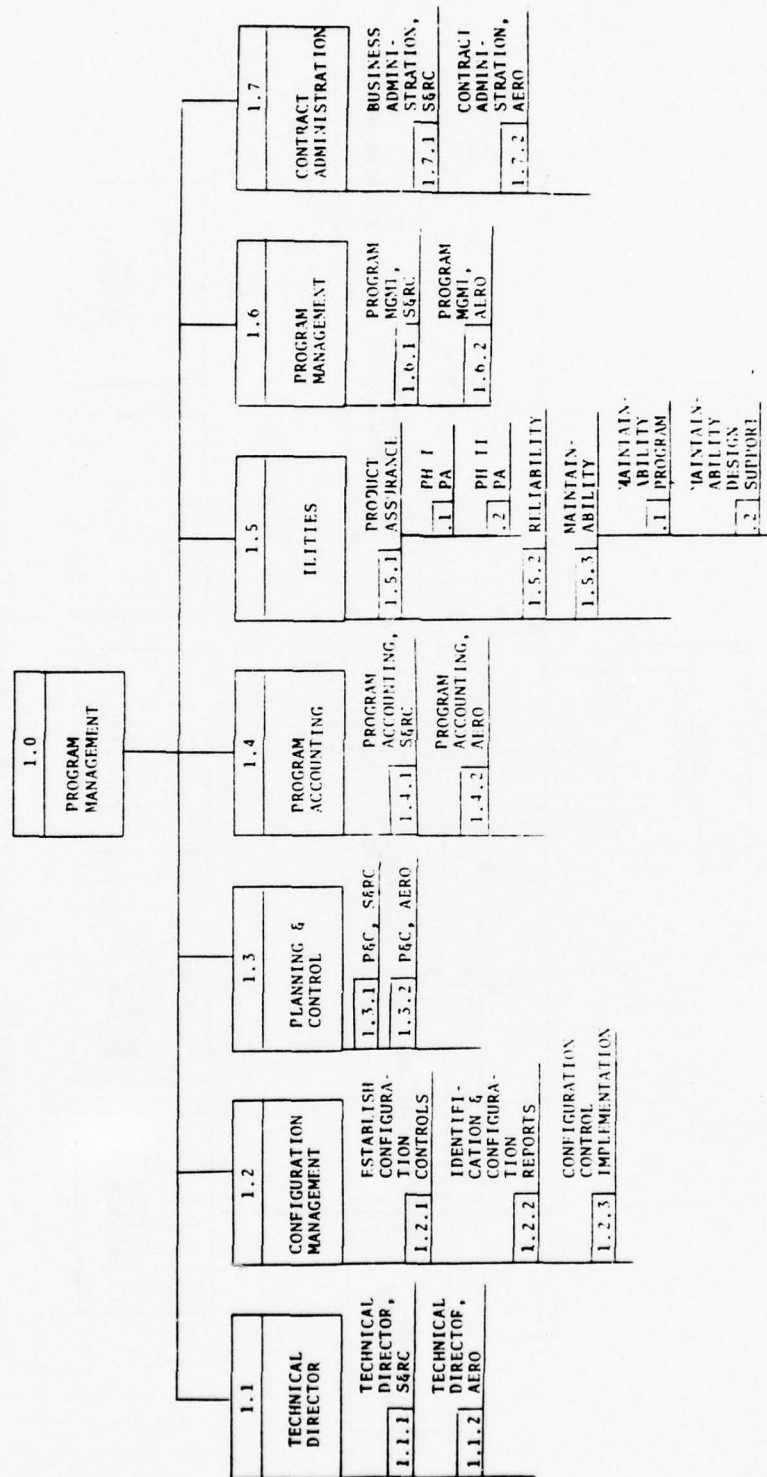 1.0
PROGRAM
MANAGEMENT
1.1
TECHNICAL
DIRECTOR
TECHNICAL
DIRECTOR,
1.1.1 S&RC
TECHNICAL
DIRECTOF,
1.1.2 AERO
1.2
CONFIGURATION
MANAGEMENT
ESTABLISH
CONFIGURA-
TION
1.2.1 CONTROLS
IDENTIFI-
CATION &
CONFIGURA-
TION
1.2.2 REPORTS
CONFIGURATION
CONTROL
1.2.3 IMPLEMENTATION
1.3
PLANNING &
CONTROL
1.3.1 P&C, S&RC
1.3.2 P&C, AERO
1.4
PROGRAM
ACCOUNTING
PROGRAM
ACCOUNTING,
1.4.1 S&RC
PROGRAM
ACCOUNTING,
1.4.2 AERO
1.5
ILITIES
PRODUCT
1.5.1 ASSURANCE
PH I
.1 PA
PH II
.2 PA
1.5.2 RELIABILITY
MAINTAIN-
1.5.3 ABILITY
MAINTAIN-
ABILITY
.1 PROGRAM
MAINTAIN-
ABILITY
DESIGN
.2 SUPPORT
1.6
PROGRAM
MANAGEMENT
PROGRAM
MGMT,
1.6.1 S&RC
PROGRAM
MGMT,
1.6.2 AERO
1.7
CONTRACT
ADMINISTRATION
BUSINESS
ADMINI-
STRATION,
1.7.1 S&RC
CONTRACT
ADMINI-
STRATION,
1.7.2 AERO